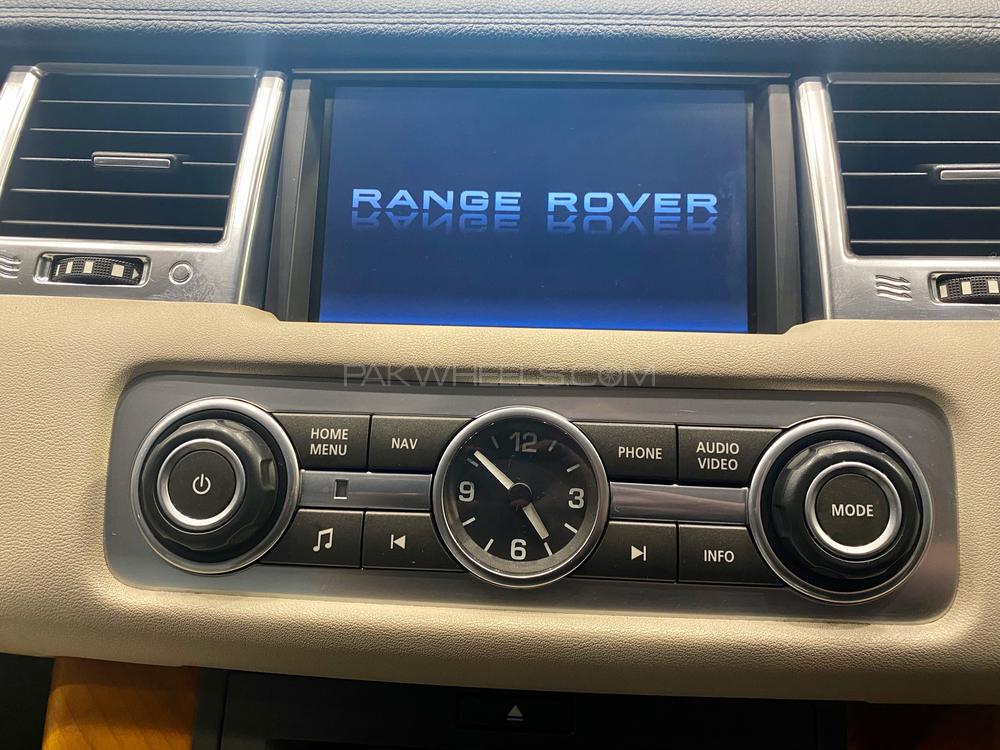 RANGE ROVER
PAKWHEELS.COM
HOME
MENU
NAV
PHONE
AUDIO
VIDEO
12
9
3
6
MODE
INFO